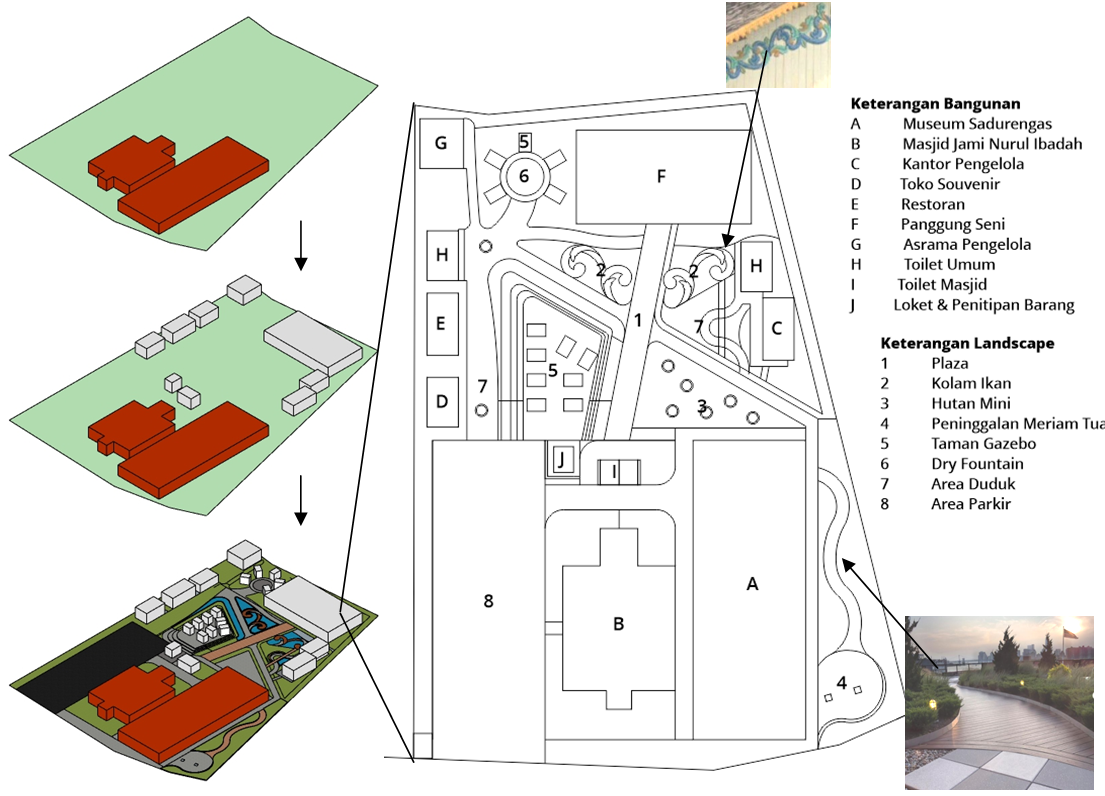 G
5
6
F
H
2
2
H
1
7
C
E
5
7
D
3
J
I
8
B
A
4
Keterangan Bangunan
A Museum Sadurengas
B Masjid Jami Nurul Ibadah
C Kantor Pengelola
D Toko Souvenir
E Restoran
F Panggung Seni
G Asrama Pengelola
H Toilet Umum
I Toilet Masjid
J Loket & Penitipan Barang
Keterangan Landscape
1 Plaza
2 Kolam Ikan
3 Hutan Mini
4 Peninggalan Meriam Tua
5 Taman Gazebo
6 Dry Fountain
7 Area Duduk
8 Area Parkir